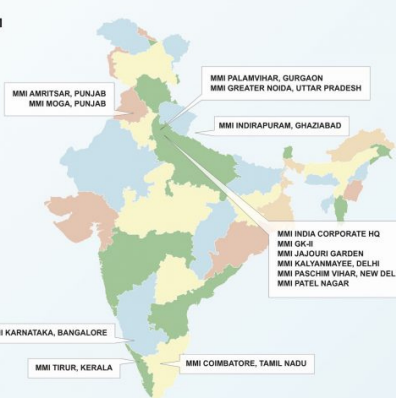 MMI PALAMVIHAR, GURGAON
MMI GREATER NOIDA, UTTAR PRADESH
MMI AMRITSAR, PUNJAB
MMI MOGA, PUNJAB
MMI INDIRAPURAM, GHAZIABAD
MMI INDIA CORPORATE HQ
MMI GK-II
MMI JAJOURI GARDEN
MMI KALYANMAYEE, DELHI
MMI PASCHIM VIHAR, NEW DEL
MMI PATEL NAGAR
I KARNATAKA, BANGALORE
MMI TIRUR, KERALA
MMI COIMBATORE, TAMIL NADU